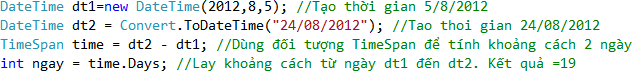 DateTime dt1=new DateTime(2012,8,5); //Tạo thời gian 5/8/2012
DateTime dt2 = Convert.ToDateTime("24/08/2012"); //Tao thoi gian 24/08/2012
TimeSpan time = dt2 - dt1; //Dùng đối tượng TimeSpan để tính khoảng cách 2 ngày
int ngay = time.Days; //Lay khoảng cách từ ngày dt1 đến dt2. Kết quả =19